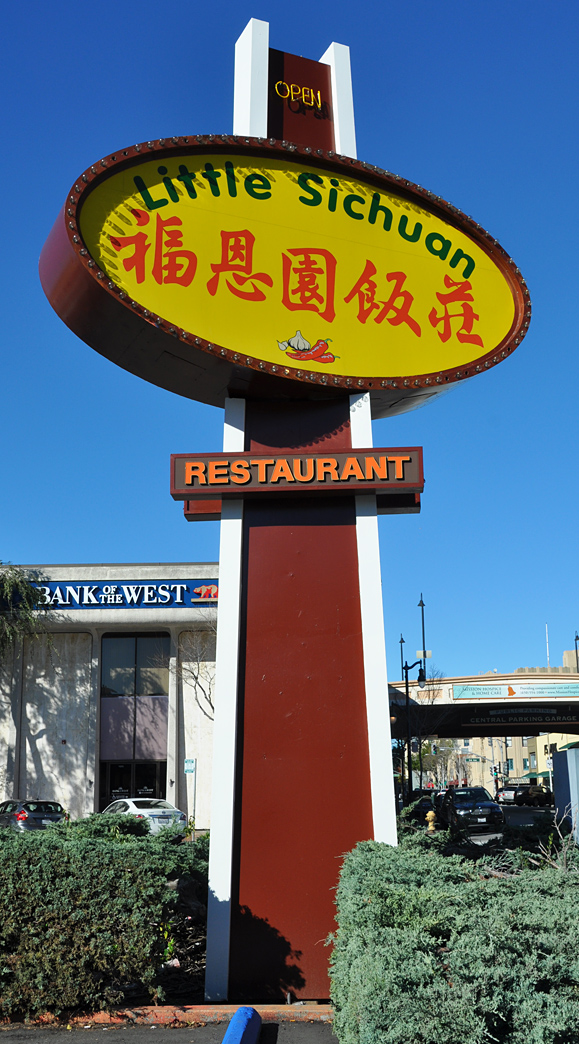 OPEN
Little Sichuan
福恩園飯莊
RESTAURANT
BANK OF THE WEST
CENTRAL PARKING GARAGE